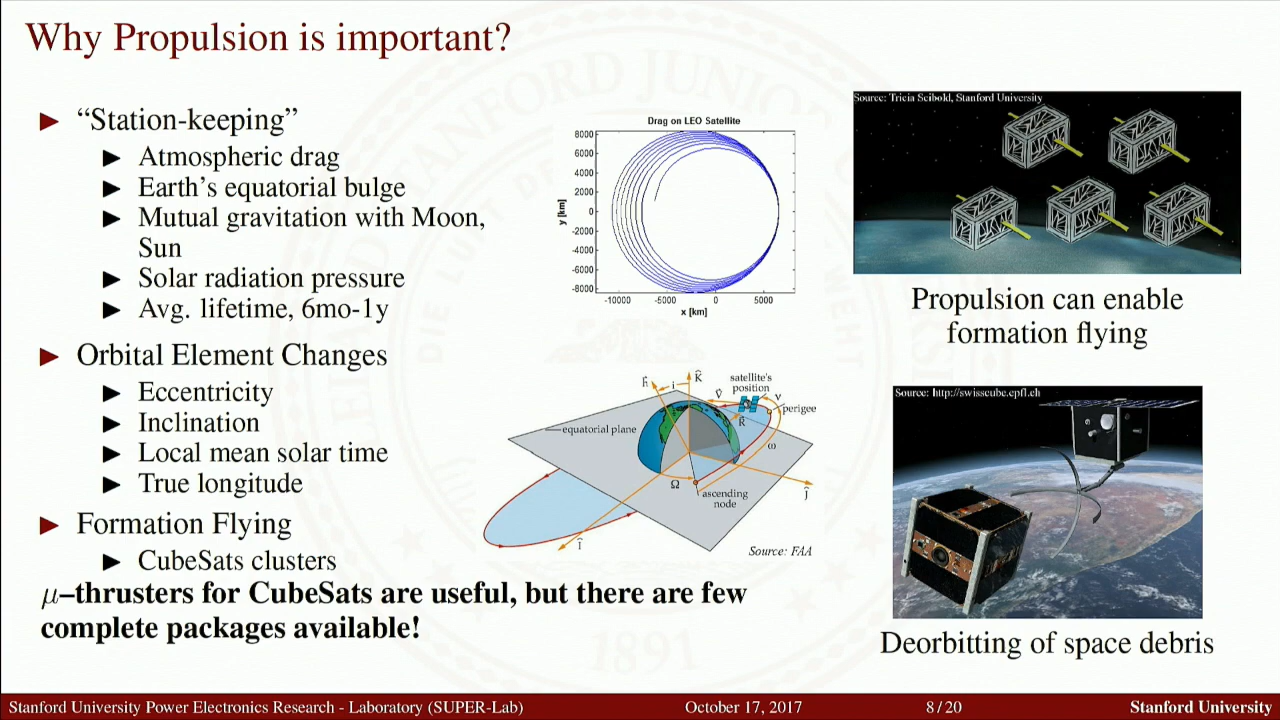 Why Propulsion is important?
▶ “Station-keeping”
▶ Atmospheric drag
▶ Earth’s equatorial bulge
▶ Mutual gravitation with Moon,
Sun
▶ Solar radiation pressure
▶ Avg. lifetime, 6mo-1y
▶ Orbital Element Changes
▶ Eccentricity
▶ Inclination
▶ Local mean solar time
▶ True longitude
▶ Formation Flying
▶ CubeSats clusters
μ–thrusters for CubeSats are useful, but there are few
complete packages available!
Drag on LEO Satellite
8000
6000
4000
2000
0
-2000
-4000
-6000
-8000
y [km]
-10000 -5000 0 5000
x [km]
satellite's
position
perigee
equatorial plane
ascending
node
h i K
V ν
R
ω
Ω
I
J
Source: FAA
Source: Tricia Scibold, Stanford University
Propulsion can enable
formation flying
Source: http://swisscube.epfl.ch
Deorbitting of space debris
1891
Stanford University Power Electronics Research - Laboratory (SUPER-Lab) October 17, 2017 8 / 20 Stanford University